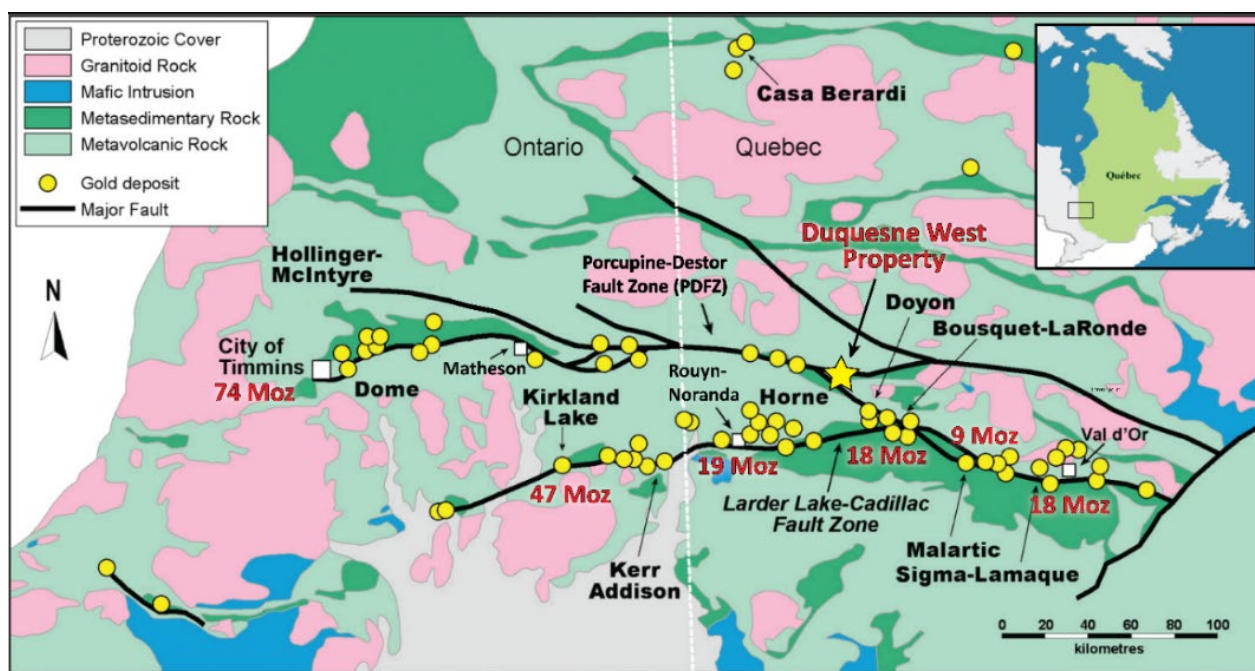 Proterozoic Cover
Granitoid Rock
Mafic Intrusion
Metasedimentary Rock
Metavolcanic Rock
Gold deposit
Major Fault
Casa Berardi
Ontario
Quebec
Québec
Duquesne West
Property
Hollinger-
McIntyre
Porcupine-Destor
Fault Zone (PDFZ)
Doyon
Bousquet-LaRonde
N
City of
Timmins
74 Moz
Dome
Matheson
Kirkland
Lake
Rouyn-
Noranda
Horne
9 Moz
Val d'Or
47 Moz
19 Moz
18 Moz
18 Moz
Larder Lake-Cadillac
Fault Zone
Kerr
Addison
Malartic
Sigma-Lamaque
0 20 40 60 80 100
kilometres